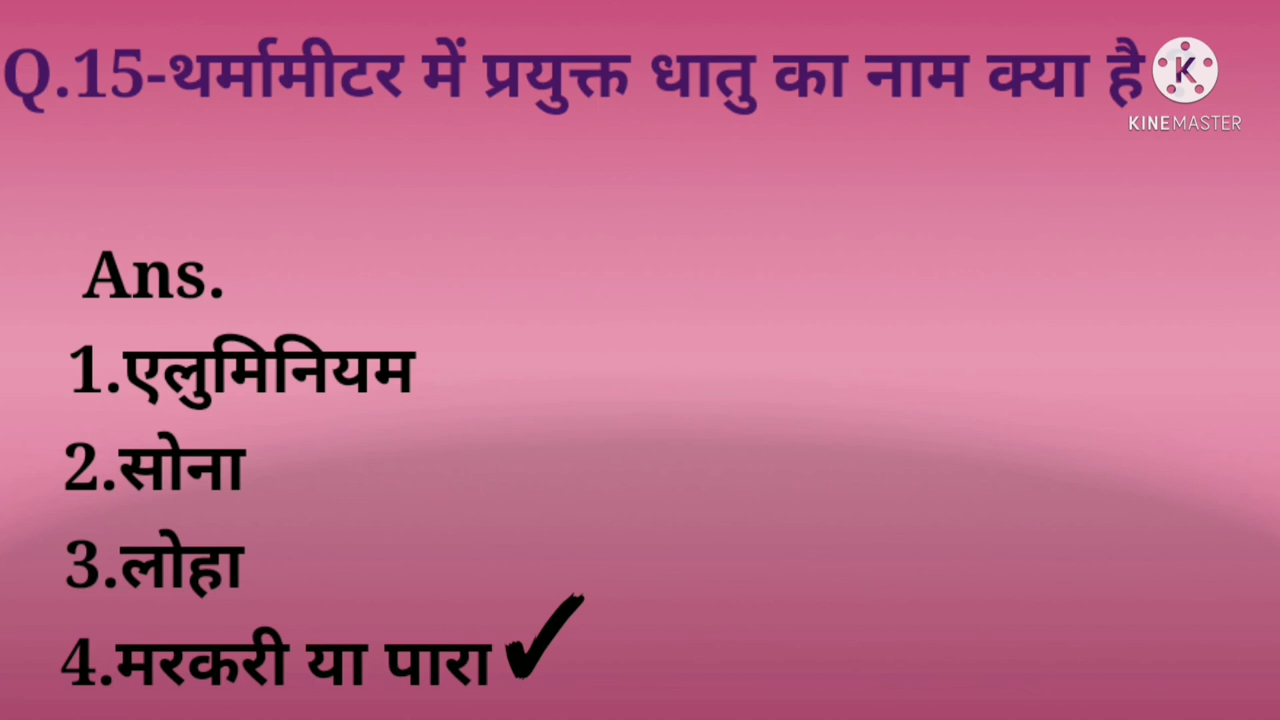 Q.15-थर्मामीटर में प्रयुक्त धातु का नाम क्या है
KINEMASTER
Ans.
1.एलुमिनियम
2.सोना
3.लोहा
4.मरकरी या पारा✓